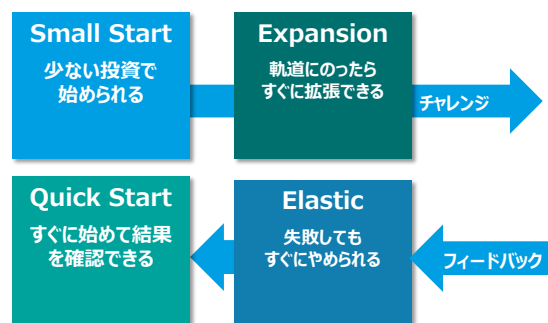 Small Start
少ない投資で
始められる
Expansion
軌道にのったら
すぐに拡張できる
チャレンジ
Quick Start
すぐに始めて結果
を確認できる
Elastic
失敗しても
すぐにやめられる
フィードバック